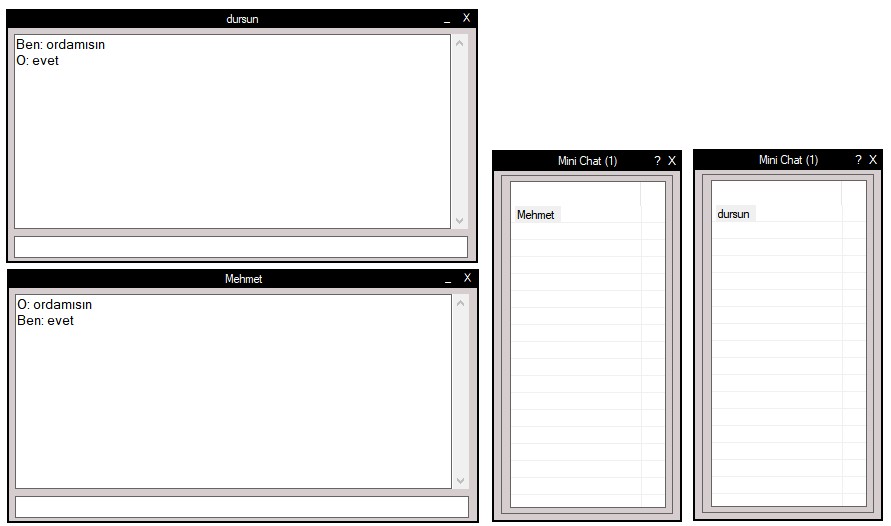 dursun _ X
Ben: ordamısın
O: evet
Mehmet _ X
O: ordamısın
Ben: evet
Mini Chat (1) ? X
Mehmet
Mini Chat (1) ? X
dursun